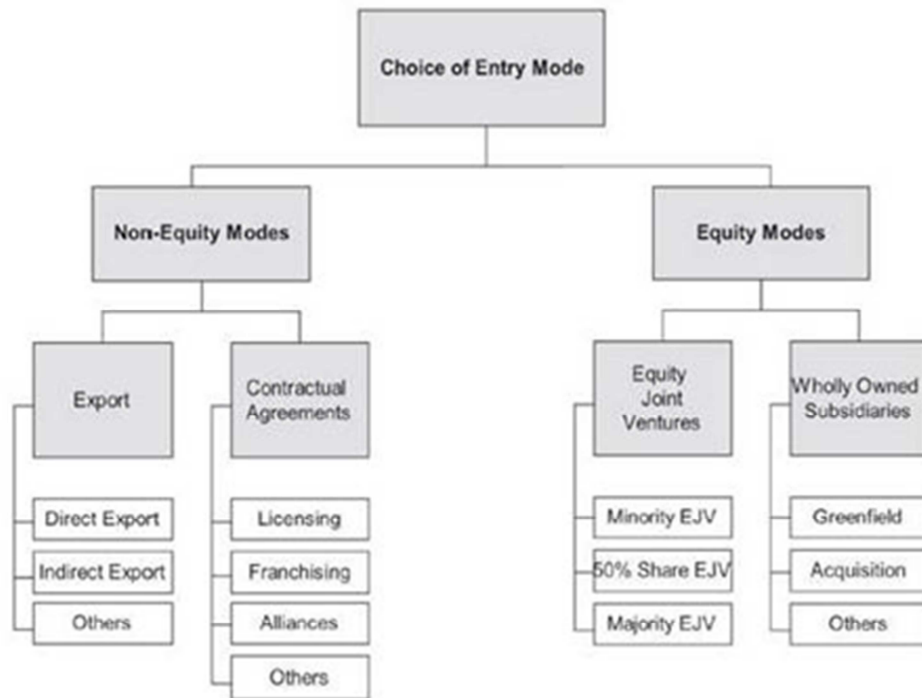 Choice of Entry Mode
Non-Equity Modes
Equity Modes
Export
Contractual
Agreements
Equity
Joint
Ventures
Wholly Owned
Subsidiaries
Direct Export
Indirect Export
Others
Licensing
Franchising
Alliances
Others
Minority EJV
50% Share EJV
Majority EJV
Greenfield
Acquisition
Others